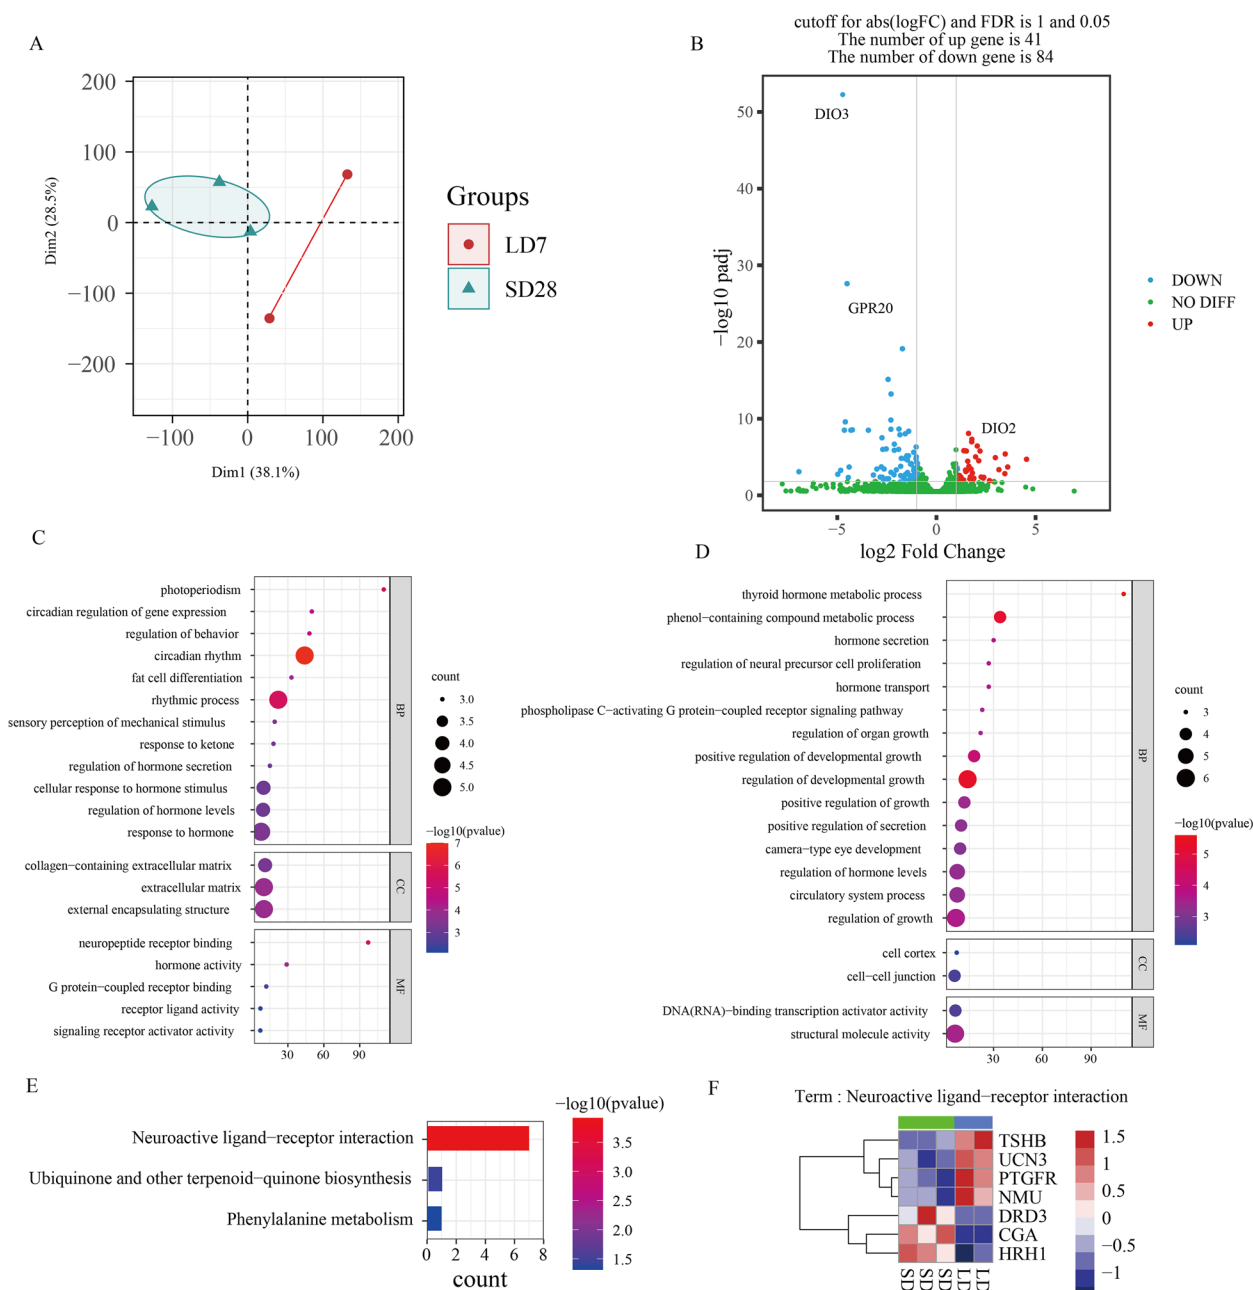 A
200
100
0
−100
−200
−100
0
100
200
Dim2 (28.5%)
Dim1 (38.1%)
Groups
LD7
SD28
B
cutoff for abs(logFC) and FDR is 1 and 0.05
The number of up gene is 41
The number of down gene is 84
50
40
30
20
10
0
−5
0
5
−log10 padj
log2 Fold Change
DIO3
GPR20
DIO2
DOWN
NO DIFF
UP
C
photoperiodism
circadian regulation of gene expression
regulation of behavior
circadian rhythm
fat cell differentiation
rhythmic process
sensory perception of mechanical stimulus
response to ketone
regulation of hormone secretion
cellular response to hormone stimulus
regulation of hormone levels
response to hormone
BP
collagen−containing extracellular matrix
extracellular matrix
external encapsulating structure
CC
neuropeptide receptor binding
hormone activity
G protein−coupled receptor binding
receptor ligand activity
signaling receptor activator activity
MF
30
60
90
count
3.0
3.5
4.0
4.5
5.0
−log10(pvalue)
7
6
5
4
3
D
thyroid hormone metabolic process
phenol−containing compound metabolic process
hormone secretion
regulation of neural precursor cell proliferation
hormone transport
phospholipase C−activating G protein−coupled receptor signaling pathway
regulation of organ growth
positive regulation of developmental growth
regulation of developmental growth
positive regulation of growth
positive regulation of secretion
camera−type eye development
regulation of hormone levels
circulatory system process
regulation of growth
BP
cell cortex
cell−cell junction
CC
DNA(RNA)−binding transcription activator activity
structural molecule activity
MF
30
60
90
count
3
4
5
6
−log10(pvalue)
5
4
3
E
Neuroactive ligand−receptor interaction
Ubiquinone and other terpenoid−quinone biosynthesis
Phenylalanine metabolism
0
2
4
6
8
count
−log10(pvalue)
3.5
3.0
2.5
2.0
1.5
F
Term : Neuroactive ligand−receptor interaction
TSHB
UCN3
PTGFR
NMU
DRD3
CGA
HRH1
SD
SD
SD
LD
LD
1.5
1
0.5
0
−0.5
−1